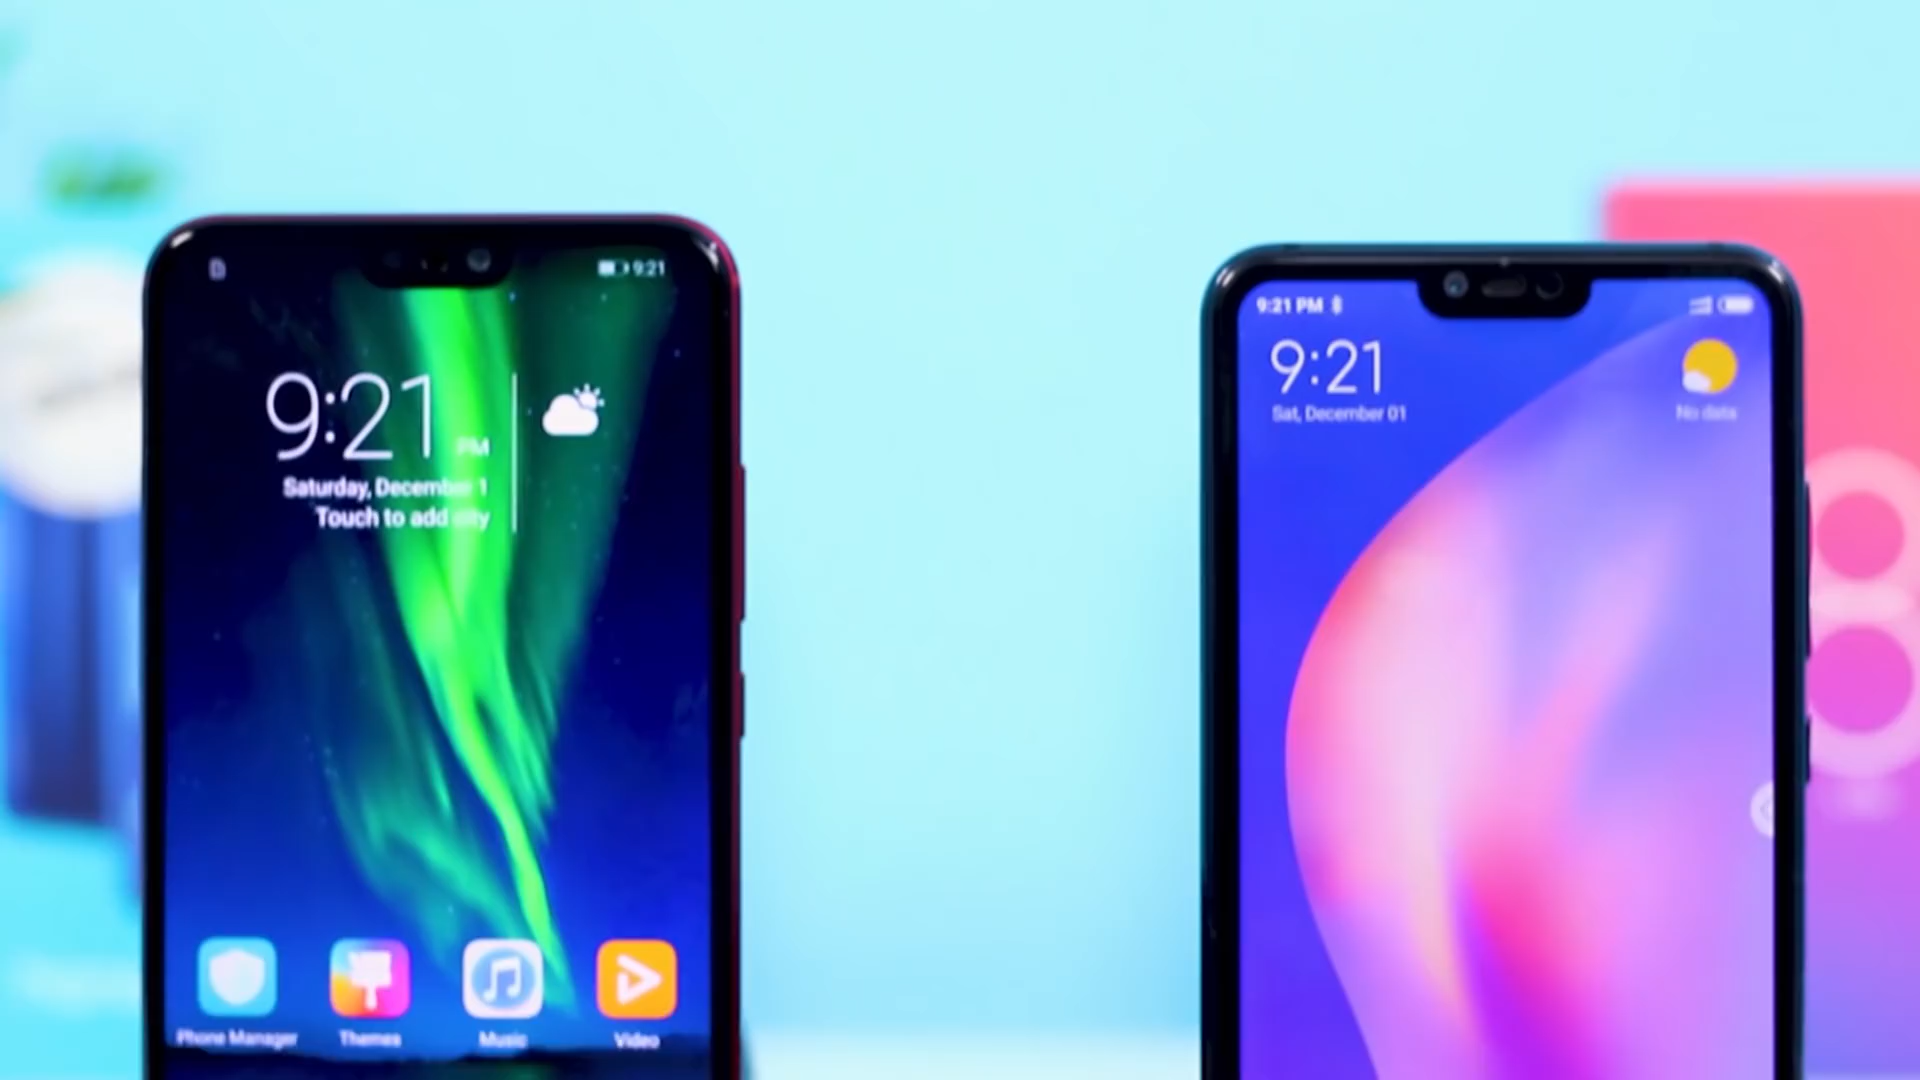 9:21
9:21 PM
Saturday, December 1
Touch to add city
Phone Manager
Themes
Music
Video
9:21 PM
9:21
Sat, December 01
No data